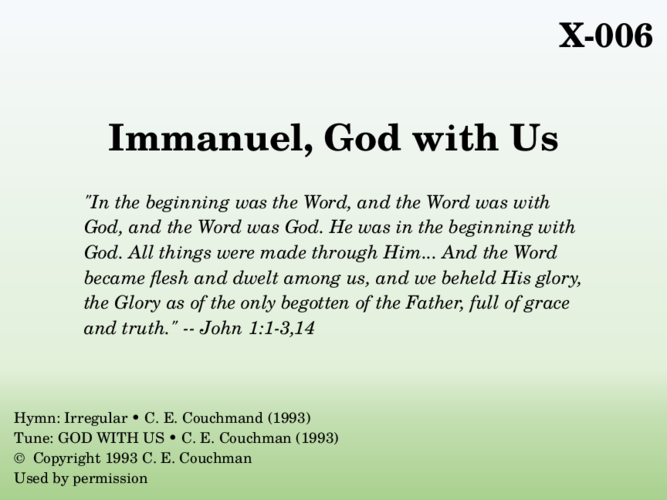 X-006
Immanuel, God with Us
"In the beginning was the Word, and the Word was with
God, and the Word was God. He was in the beginning with
God. All things were made through Him... And the Word
became flesh and dwelt among us, and we beheld His glory,
the Glory as of the only begotten of the Father, full of grace
and truth." -- John 1:1-3,14
Hymn: Irregular • C. E. Couchmand (1993)
Tune: GOD WITH US • C. E. Couchman (1993)
© Copyright 1993 C. E. Couchman
Used by permission